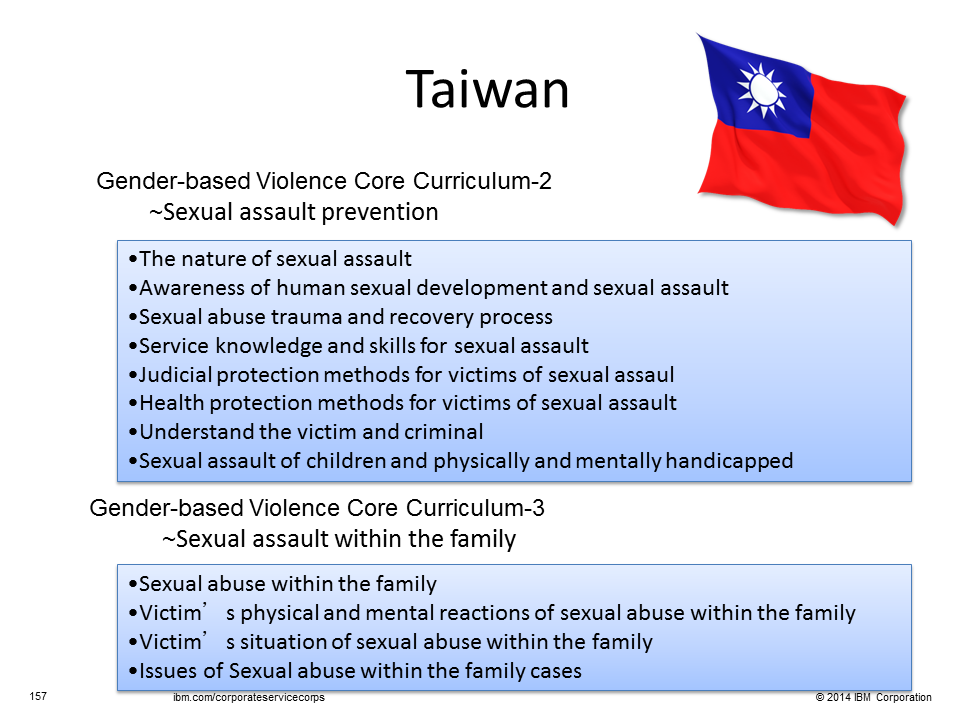 Taiwan
Gender-based Violence Core Curriculum-2
~Sexual assault prevention
•The nature of sexual assault
•Awareness of human sexual development and sexual assault
•Sexual abuse trauma and recovery process
•Service knowledge and skills for sexual assault
•Judicial protection methods for victims of sexual assaul
•Health protection methods for victims of sexual assault
•Understand the victim and criminal
•Sexual assault of children and physically and mentally handicapped
Gender-based Violence Core Curriculum-3
~Sexual assault within the family
•Sexual abuse within the family
•Victim’s physical and mental reactions of sexual abuse within the family
•Victim’s situation of sexual abuse within the family
•Issues of Sexual abuse within the family cases
157 ibm.com/corporateservicecorps © 2014 IBM Corporation